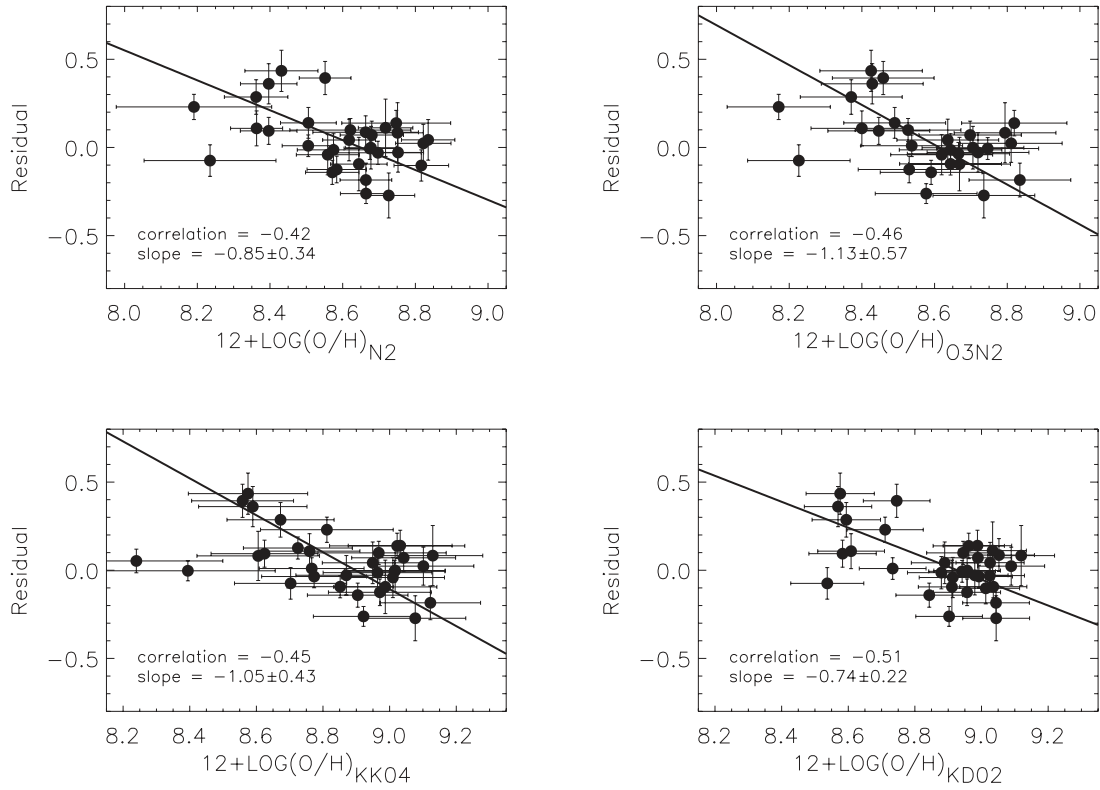 0.5
0.0
−0.5
Residual
correlation = −0.42
slope = −0.85±0.34
8.0 8.2 8.4 8.6 8.8 9.0
12+LOG(O/H)N2
0.5
0.0
−0.5
Residual
correlation = −0.46
slope = −1.13±0.57
8.0 8.2 8.4 8.6 8.8 9.0
12+LOG(O/H)O3N2
0.5
0.0
−0.5
Residual
correlation = −0.45
slope = −1.05±0.43
8.2 8.4 8.6 8.8 9.0 9.2
12+LOG(O/H)KK04
0.5
0.0
−0.5
Residual
correlation = −0.51
slope = −0.74±0.22
8.2 8.4 8.6 8.8 9.0 9.2
12+LOG(O/H)KD02